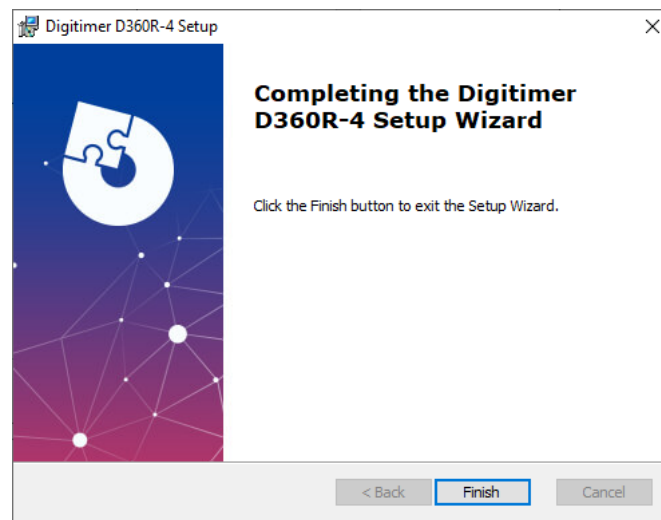 Digitimer D360R-4 Setup
Completing the Digitimer
D360R-4 Setup Wizard
Click the Finish button to exit the Setup Wizard.
< Back
Finish
Cancel